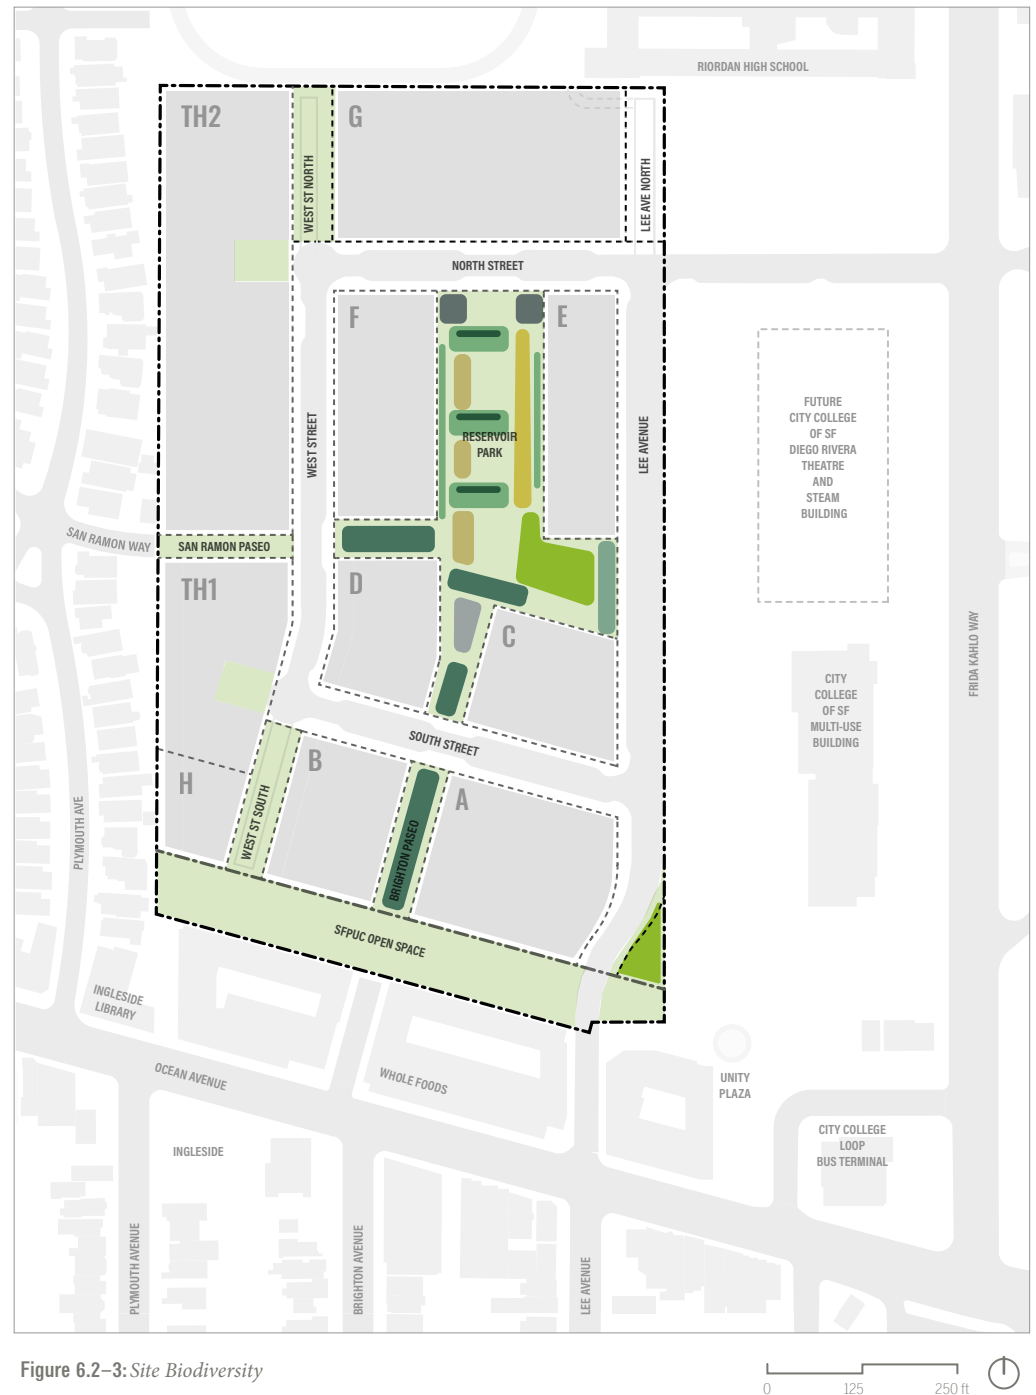 RIORDAN HIGH SCHOOL
TH2
G
WEST ST NORTH
LEE AVE NORTH
NORTH STREET
F
E
WEST STREET
RESERVOIR
PARK
LEE AVENUE
FUTURE
CITY COLLEGE
OF SF
DIEGO RIVERA
THEATRE
AND
STEAM
BUILDING
SAN RAMON WAY
SAN RAMON PASEO
TH1
D
C
FRIDA KAHLO WAY
CITY
COLLEGE
OF SF
MULTI-USE
BUILDING
SOUTH STREET
H
B
A
WEST ST SOUTH
BRIGHTON PASEO
PLYMOUTH AVE
SFPUC OPEN SPACE
INGLESIDE
LIBRARY
OCEAN AVENUE
WHOLE FOODS
UNITY
PLAZA
CITY COLLEGE
LOOP
BUS TERMINAL
INGLESIDE
PLYMOUTH AVENUE
BRIGHTON AVENUE
LEE AVENUE
Figure 6.2–3: Site Biodiversity
0 125 250 ft